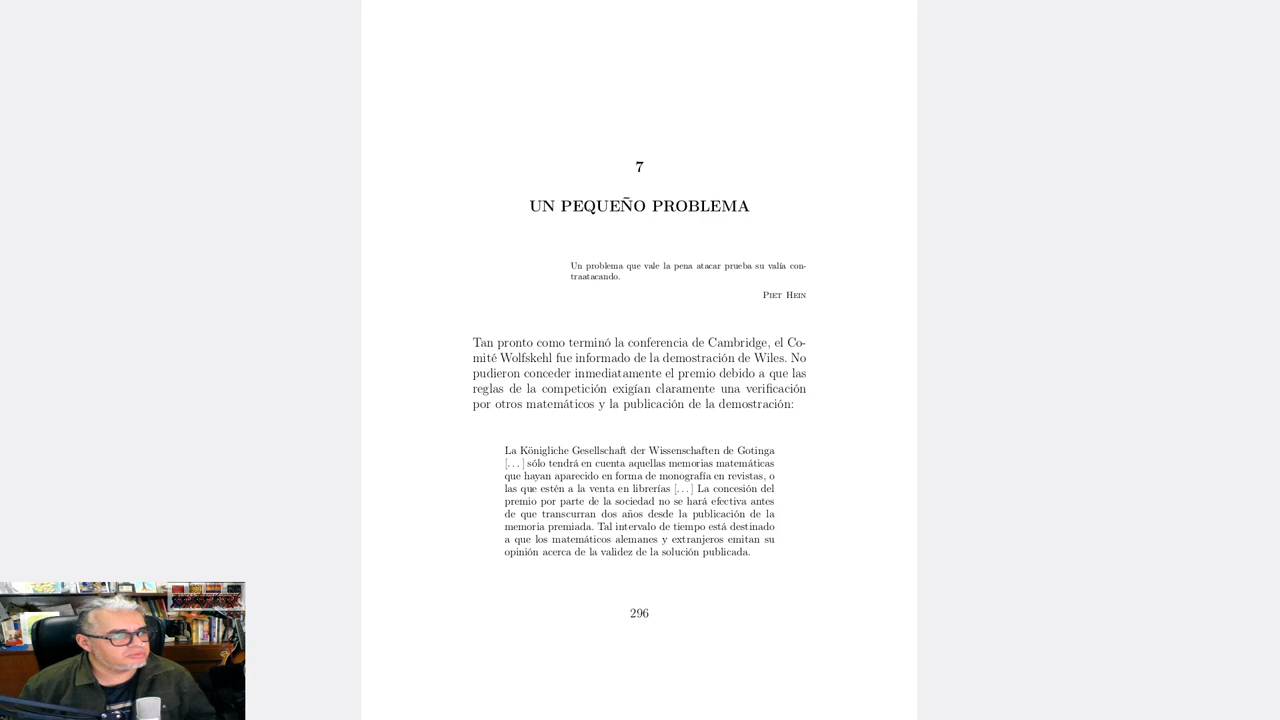 7
UN PEQUEÑO PROBLEMA
Un problema que vale la pena atacar prueba su valía con-
traatacando.
Piet Hein
Tan pronto como terminó la conferencia de Cambridge, el Co-
mité Wolfskehl fue informado de la demostración de Wiles. No
pudieron conceder inmediatamente el premio debido a que las
reglas de la competición exigían claramente una verificación
por otros matemáticos y la publicación de la demostración:
La Königliche Gesellschaft der Wissenschaften de Gotinga
[...] sólo tendrá en cuenta aquellas memorias matemáticas
que hayan aparecido en forma de monografía en revistas, o
las que estén a la venta en librerías [...] La concesión del
premio por parte de la sociedad no se hará efectiva antes
de que transcurran dos años desde la publicación de la
memoria premiada. Tal intervalo de tiempo está destinado
a que los matemáticos alemanes y extranjeros emitan su
opinión acerca de la validez de la solución publicada.
296